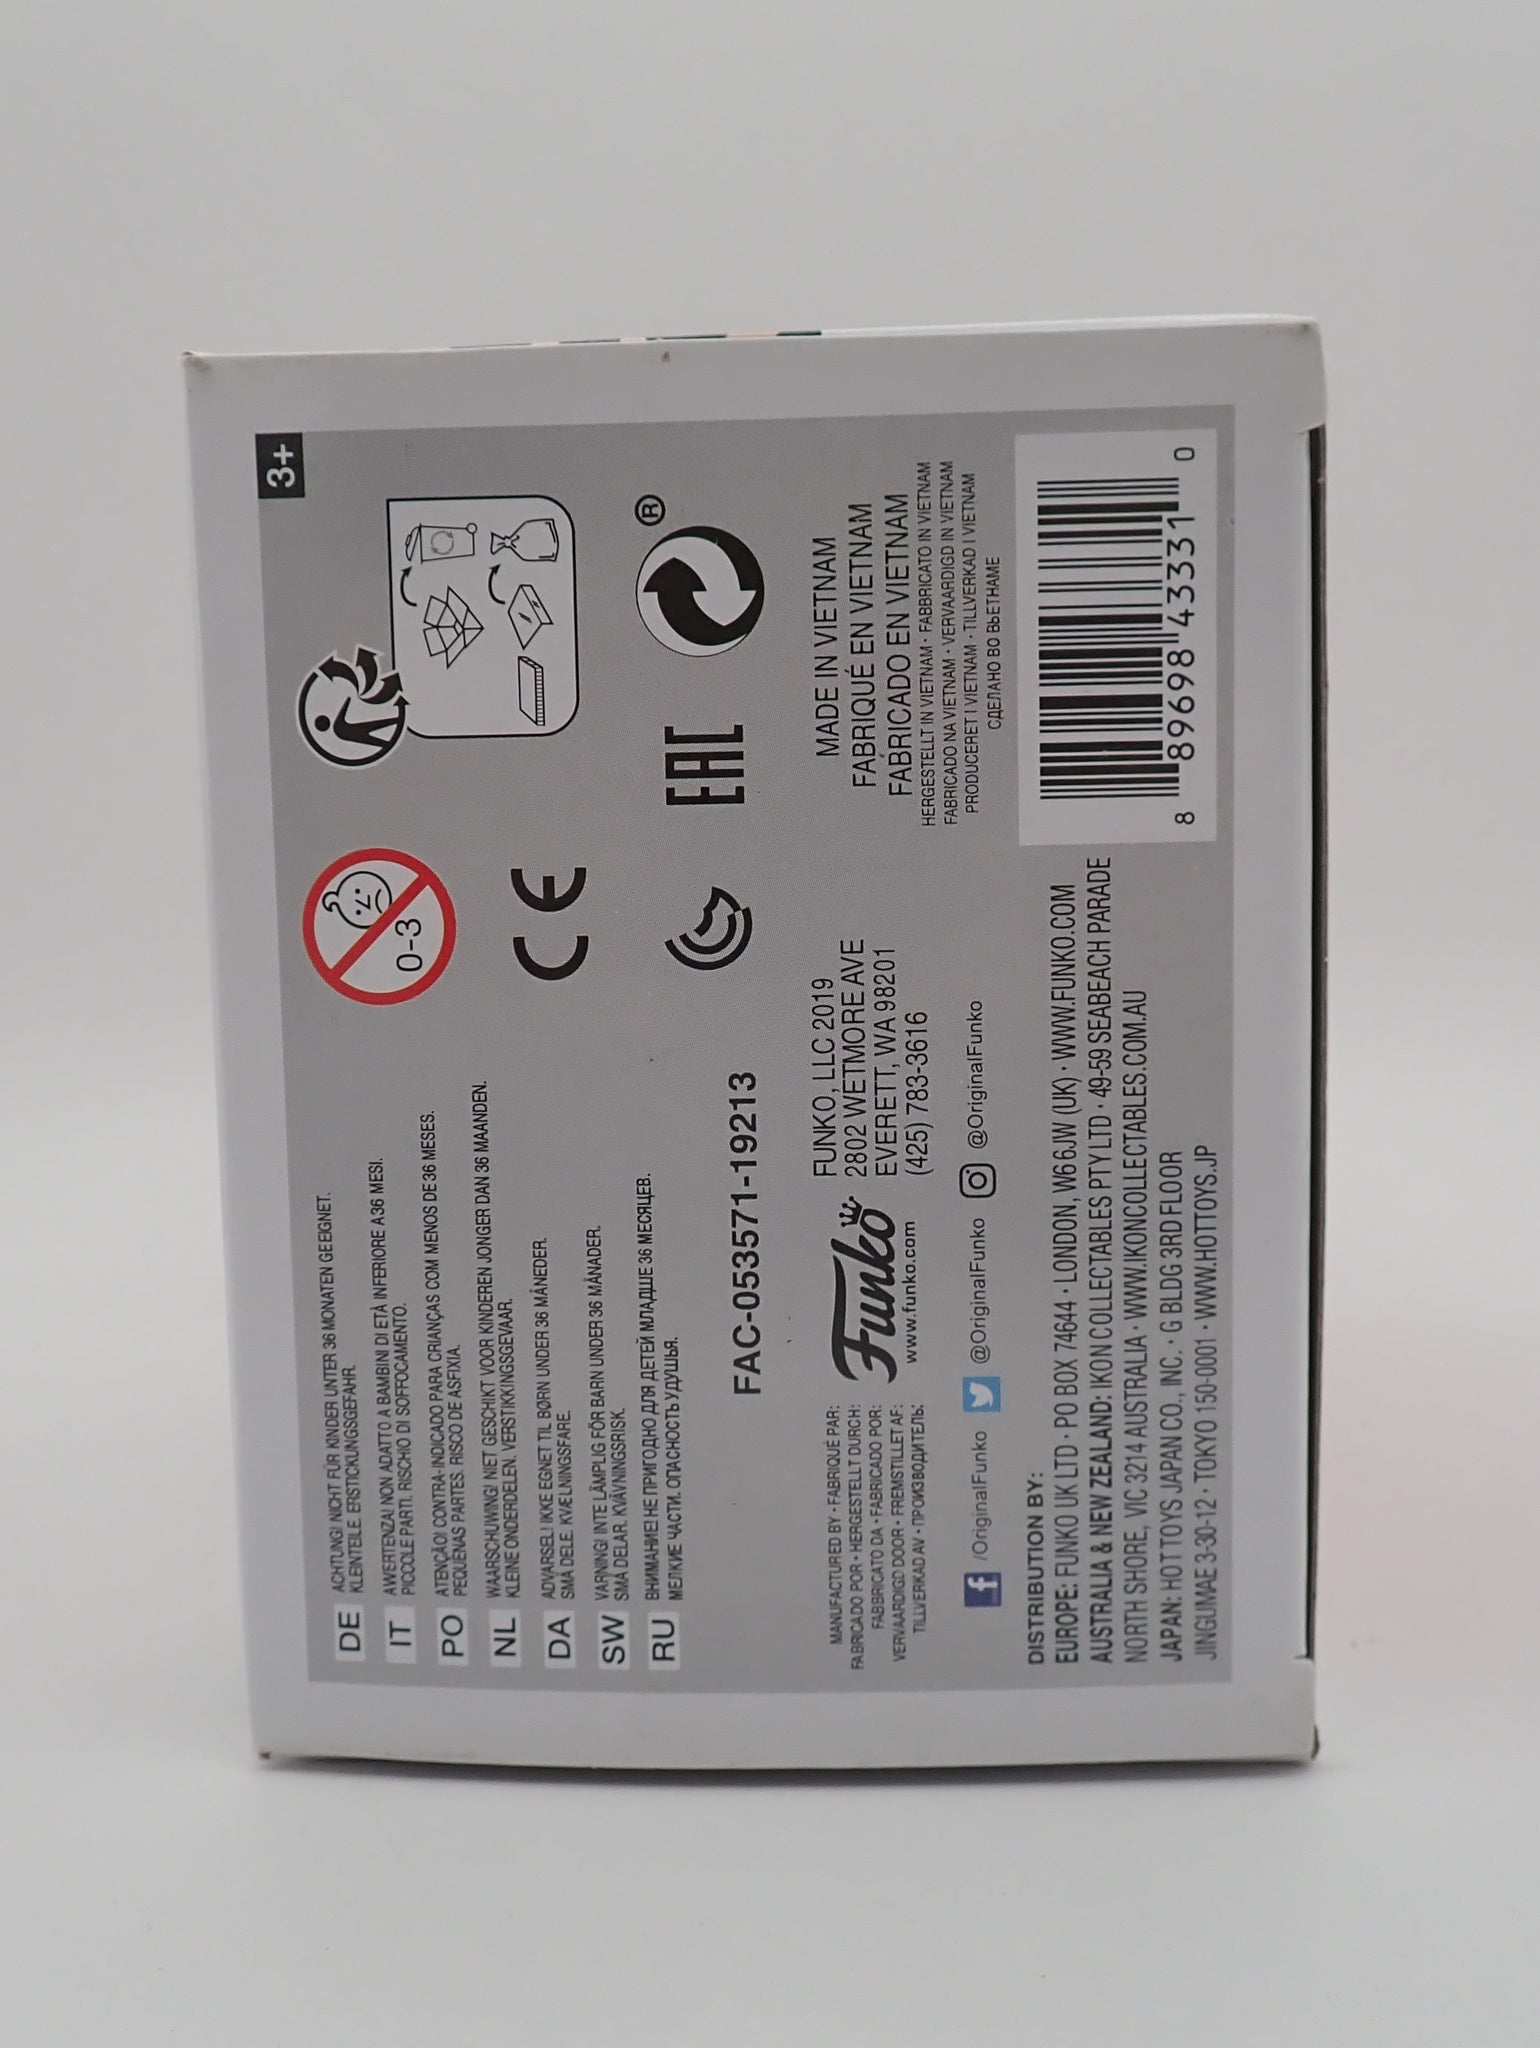 3+
DE
ACHTUNG! NICHT FÜR KINDER UNTER 36 MONATEN GEEIGNET.
KLEINTEILE. ERSTICKUNGSGEFAHR.
IT
AVVERTENZA! NON ADATTO A BAMBINI DI ETÀ INFERIORE A 36 MESI.
PICCOLE PARTI. RISCHIO DI SOFFOCAMENTO.
PO
ATENÇÃO! CONTRA-INDICADO PARA CRIANÇAS COM MENOS DE 36 MESES.
PEQUENAS PARTES. RISCO DE ASFIXIA.
NL
WAARSCHUWING! NIET GESCHIKT VOOR KINDEREN JONGER DAN 36 MAANDEN.
KLEINE ONDERDELEN. VERSTIKKINGSGEVAAR.
DA
ADVARSEL! IKKE EGNET TIL BØRN UNDER 36 MÅNEDER.
SMÅ DELE. KVÆLNINGSFARE.
SW
VARNING! INTE LÄMPLIG FÖR BARN UNDER 36 MÅNADER.
SMÅ DELAR. KVÄVNINGSRISK.
RU
ВНИМАНИЕ! НЕ ПРИГОДНО ДЛЯ ДЕТЕЙ МЛАДШЕ 36 МЕСЯЦЕВ.
МЕЛКИЕ ЧАСТИ. ОПАСНОСТЬ УДУШЬЯ.
0-3
CE
EAC
®
FAC-053571-19213
MANUFACTURED BY · FABRIQUÉ PAR:
FABRICADO POR · HERGESTELLT DURCH:
FABBRICATO DA · FABRICADO POR:
VERVAARDIGD DOOR · FREMSTILLET AF:
TILLVERKAD AV · ПРОИЗВОДИТЕЛЬ:
Funko
www.funko.com
FUNKO, LLC 2019
2802 WETMORE AVE
EVERETT, WA 98201
(425) 783-3616
/OriginalFunko @OriginalFunko @OriginalFunko
MADE IN VIETNAM
FABRIQUÉ EN VIETNAM
FABRICADO EN VIETNAM
HERGESTELLT IN VIETNAM · FABBRICATO IN VIETNAM
FABRICADO NA VIETNAM · VERVAARDIGD IN VIETNAM
PRODUCERET I VIETNAM · TILLVERKAD I VIETNAM
СДЕЛАНО ВО ВЬЕТНАМЕ
DISTRIBUTION BY:
EUROPE: FUNKO UK LTD · PO BOX 74644 · LONDON, W6 6JW (UK) · WWW.FUNKO.COM
AUSTRALIA & NEW ZEALAND: IKON COLLECTABLES PTY LTD · 49-59 SEABEACH PARADE
NORTH SHORE, VIC 3214 AUSTRALIA · WWW.IKONCOLLECTABLES.COM.AU
JAPAN: HOT TOYS JAPAN CO., INC. · G BLDG 3RD FLOOR
JINGUMAE 3-30-12 · TOKYO 150-0001 · WWW.HOTTOYS.JP
8 89698 43331 0